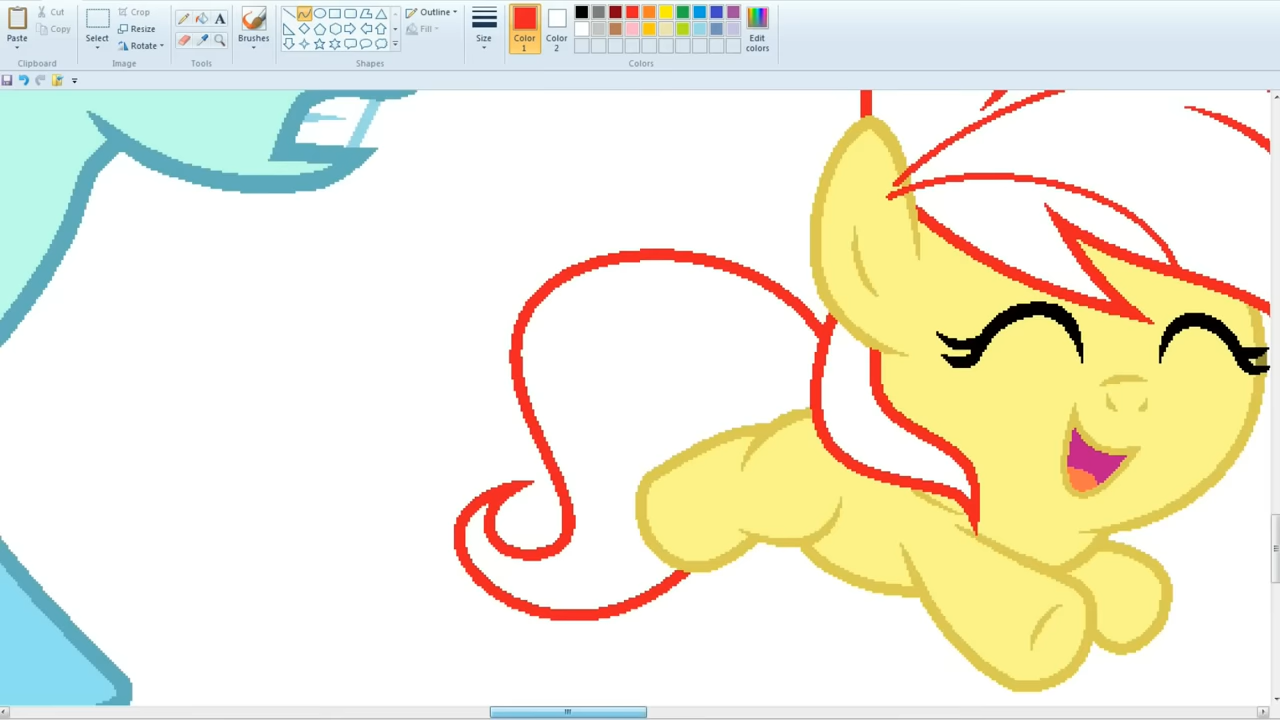 Paste
Cut
Copy
Clipboard
Select
Crop
Resize
Rotate
Image
A
Tools
Brushes
Outline
Fill
Shapes
Size
Color
1
Color
2
Edit
colors
Colors